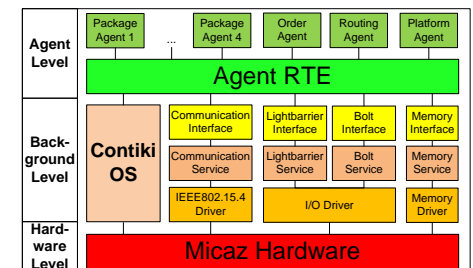 Agent
Level
Package
Agent 1
...
Package
Agent 4
Order
Agent
Routing
Agent
Platform
Agent
Agent RTE
Back-
ground
Level
Contiki
OS
Communication
Interface
Lightbarrier
Interface
Bolt
Interface
Memory
Interface
Communication
Service
Lightbarrier
Service
Bolt
Service
Memory
Service
IEEE802.15.4
Driver
I/O Driver
Memory
Driver
Hard-
ware
Level
Micaz Hardware